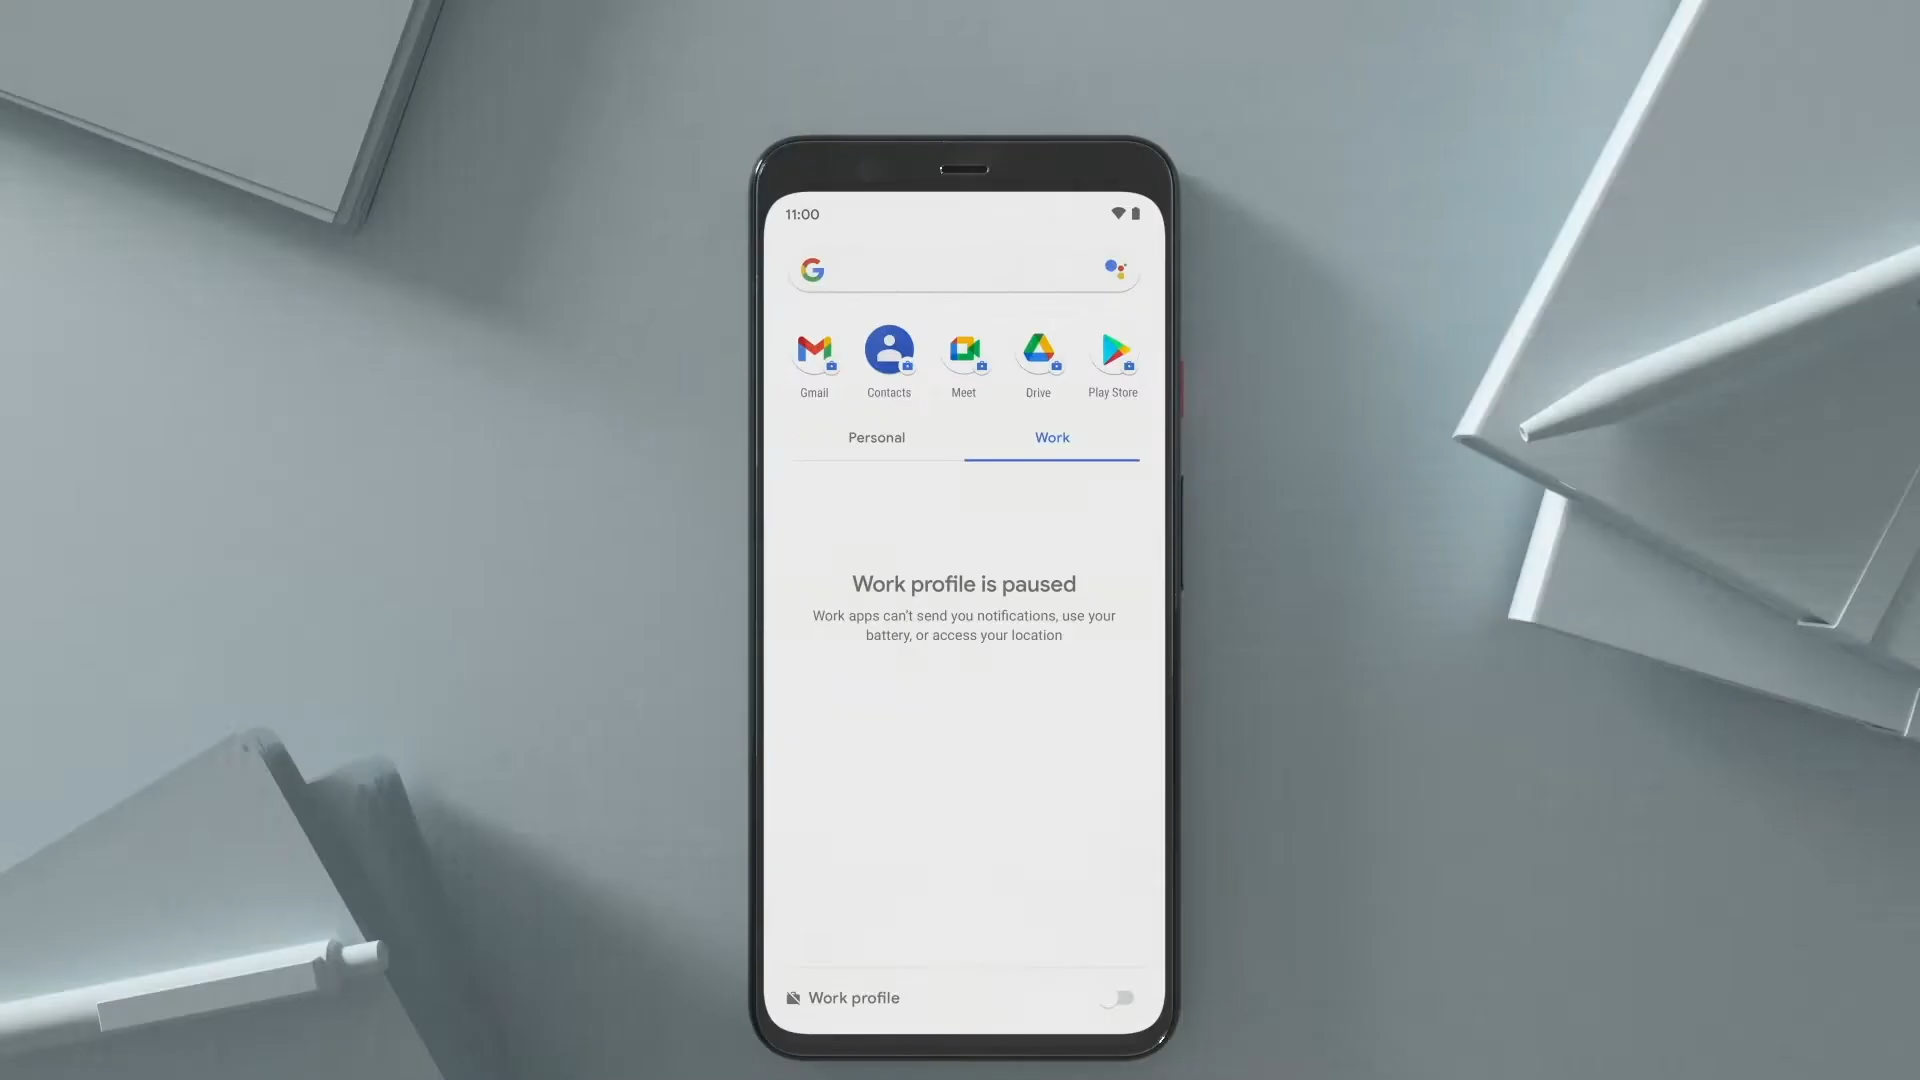 11:00
Gmail
Contacts
Meet
Drive
Play Store
Personal
Work
Work profile is paused
Work apps can't send you notifications, use your
battery, or access your location
Work profile